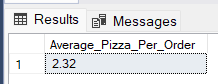 Results Messages
Average_Pizza_Per_Order
1 2.32